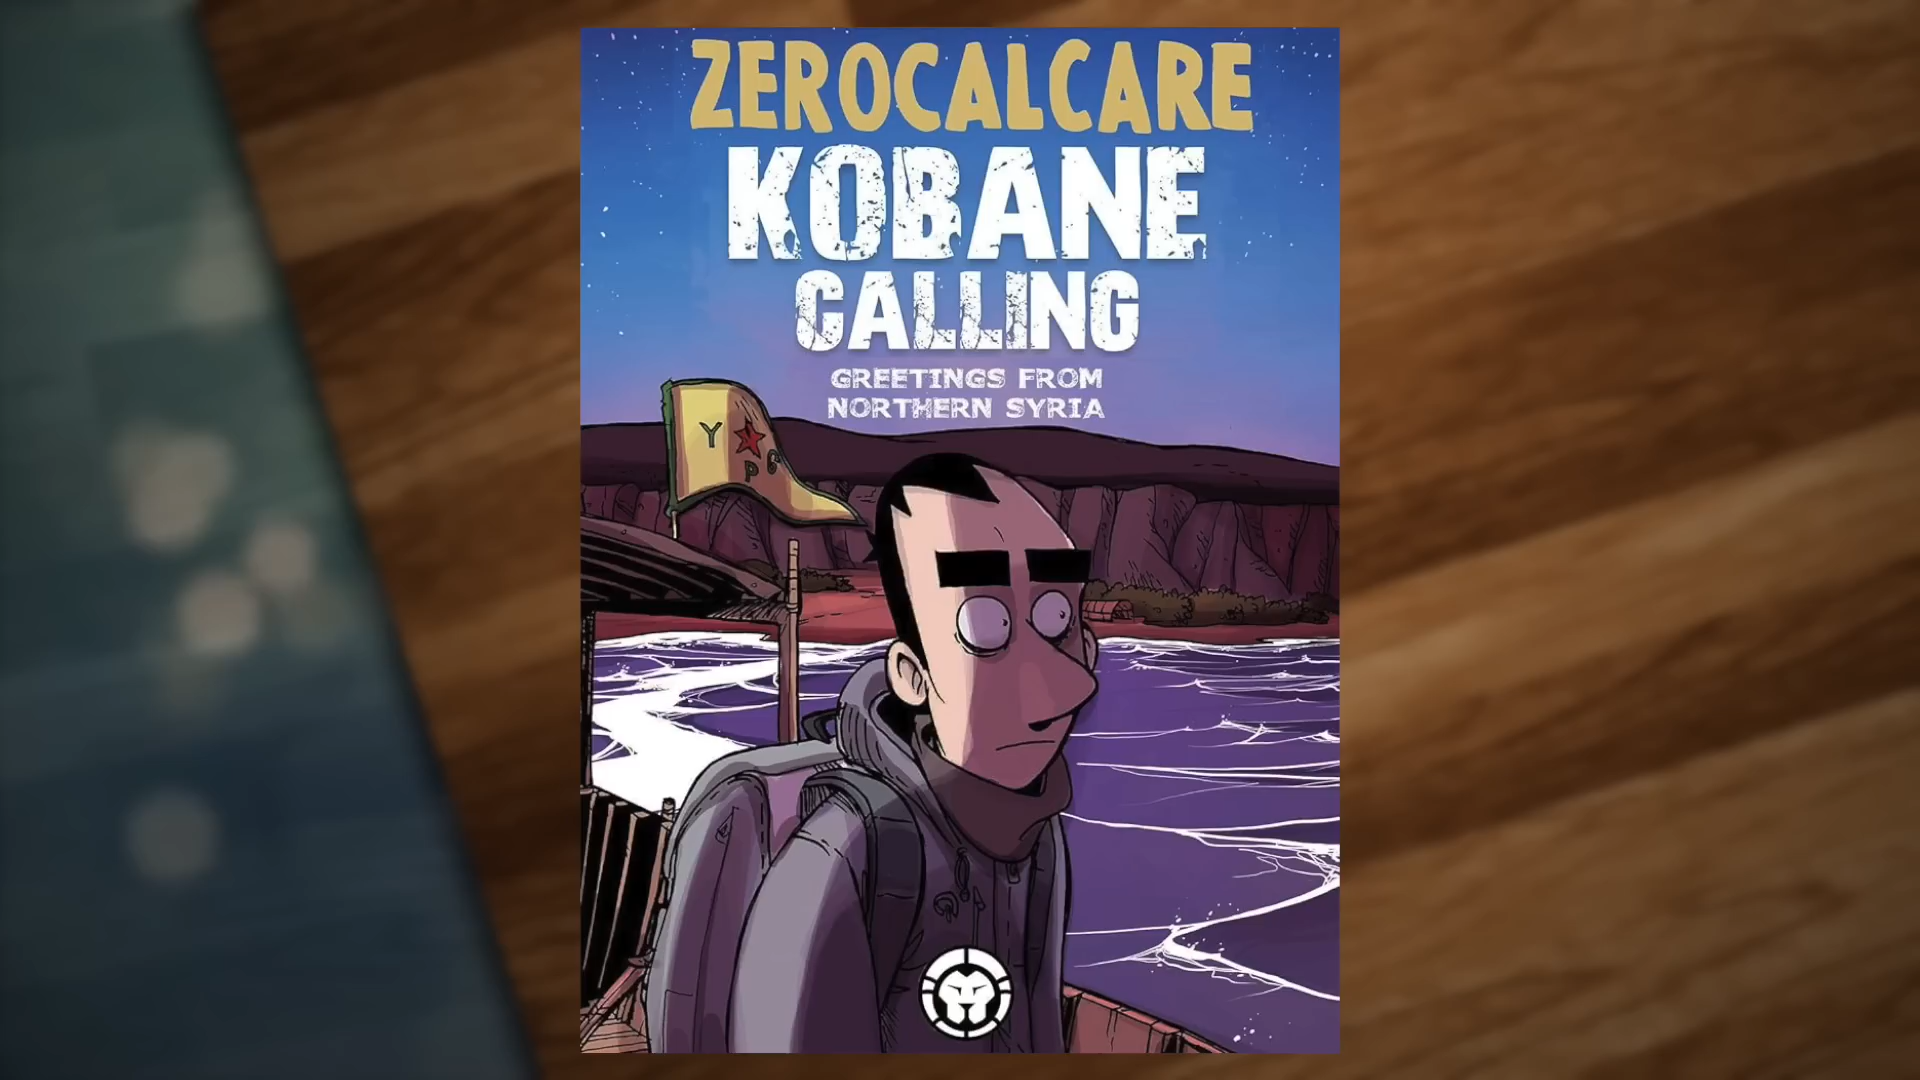 ZEROCALCARE
KOBANE
CALLING
GREETINGS FROM
NORTHERN SYRIA
Y
P G